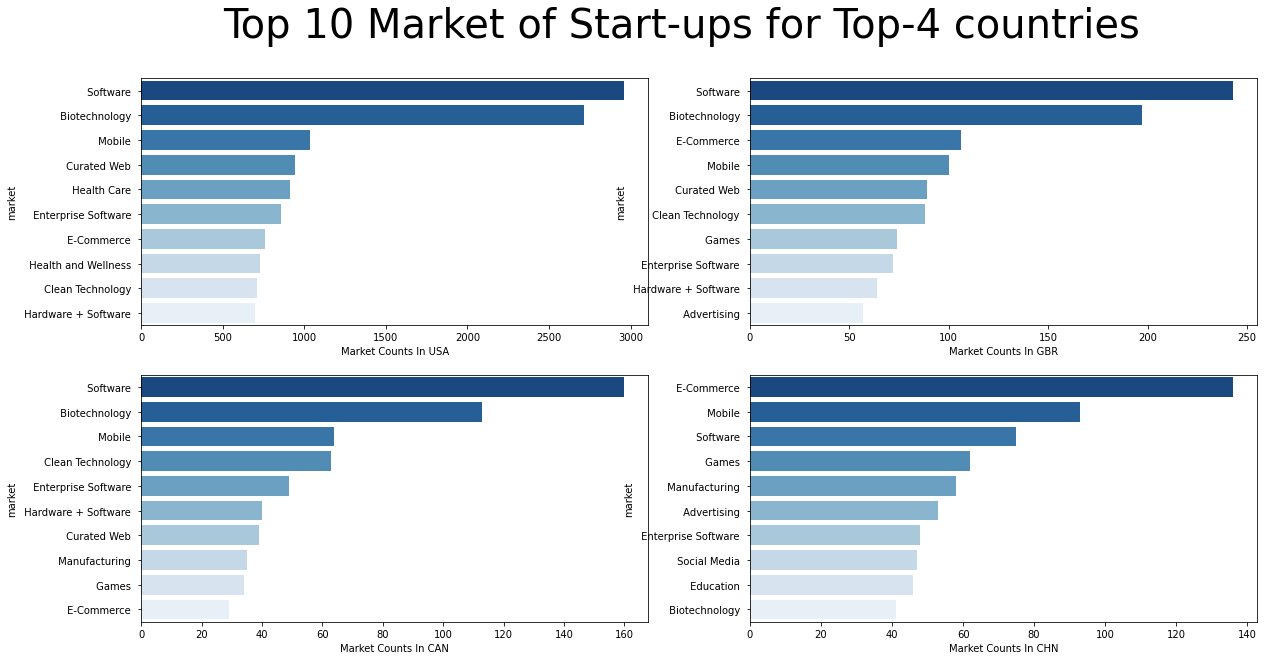 Top 10 Market of Start-ups for Top-4 countries
market
Software
Biotechnology
Mobile
Curated Web
Health Care
Enterprise Software
E-Commerce
Health and Wellness
Clean Technology
Hardware + Software
0 500 1000 1500 2000 2500 3000
Market Counts In USA
market
Software
Biotechnology
E-Commerce
Mobile
Curated Web
Clean Technology
Games
Enterprise Software
Hardware + Software
Advertising
0 50 100 150 200 250
Market Counts In GBR
market
Software
Biotechnology
Mobile
Clean Technology
Enterprise Software
Hardware + Software
Curated Web
Manufacturing
Games
E-Commerce
0 20 40 60 80 100 120 140 160
Market Counts In CAN
market
E-Commerce
Mobile
Software
Games
Manufacturing
Advertising
Enterprise Software
Social Media
Education
Biotechnology
0 20 40 60 80 100 120 140
Market Counts In CHN